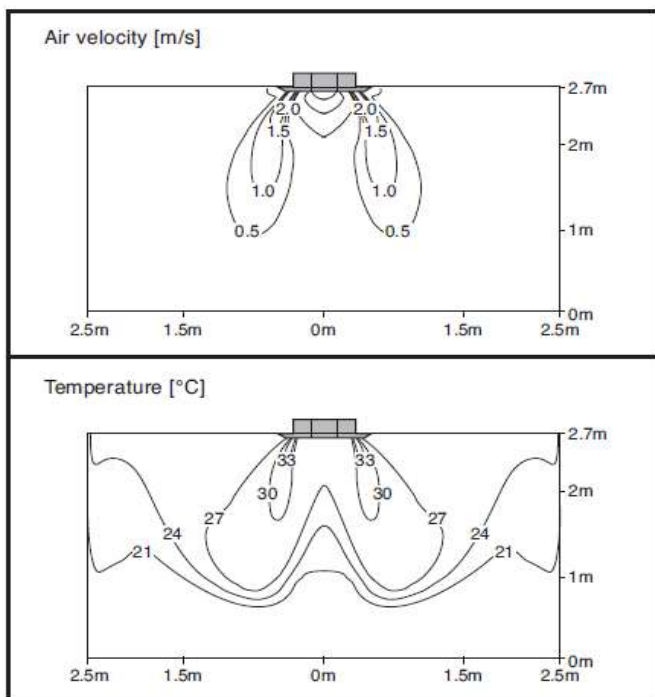 Air velocity [m/s]
2.7m
2.0 2.0
1.5 1.5
2m
1.0 1.0
0.5 0.5
1m
0m
2.5m 1.5m 0m 1.5m 2.5m
Temperature [°C]
2.7m
33 33
30 30
2m
27 27
24 24
21 21
1m
0m
2.5m 1.5m 0m 1.5m 2.5m